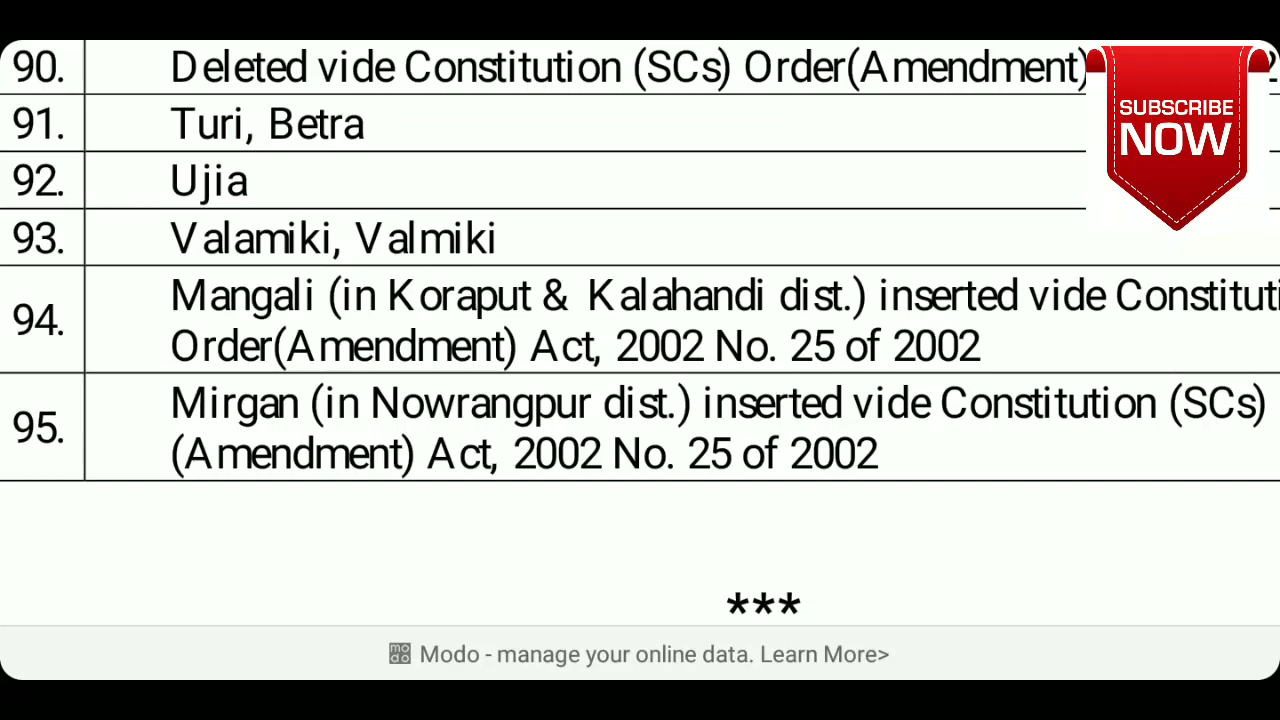 90. Deleted vide Constitution (SCs) Order(Amendment)
SUBSCRIBE
NOW
91. Turi, Betra
92. Ujia
93. Valamiki, Valmiki
94. Mangali (in Koraput & Kalahandi dist.) inserted vide
Order(Amendment) Act, 2002 No. 25 of 2002
95. Mirgan (in Nowrangpur dist.) inserted vide Constitution (SCs)
(Amendment) Act, 2002 No. 25 of 2002
***
modo Modo - manage your online data. Learn More>